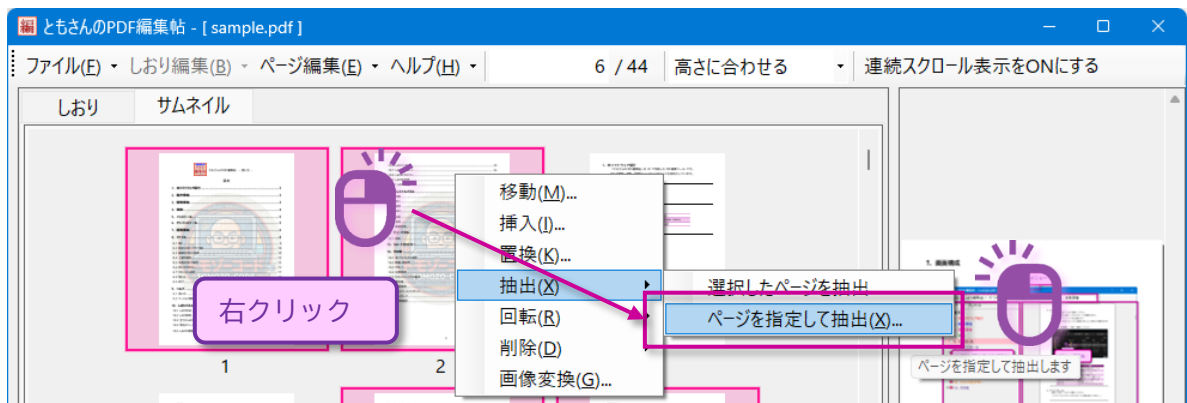 編 ともさんのPDF編集帖 - [ sample.pdf ]
ファイル(F) しおり編集(B) ページ編集(E) ヘルプ(H) 6 / 44 高さに合わせる 連続スクロール表示をONにする
しおり サムネイル
移動(M)...
挿入(I)...
置換(K)...
抽出(X) 選択したページを抽出
右クリック
回転(R) ページを指定して抽出(X)...
削除(D)
1 2
画像変換(G)...
ページを指定して抽出します
1. 画面構成